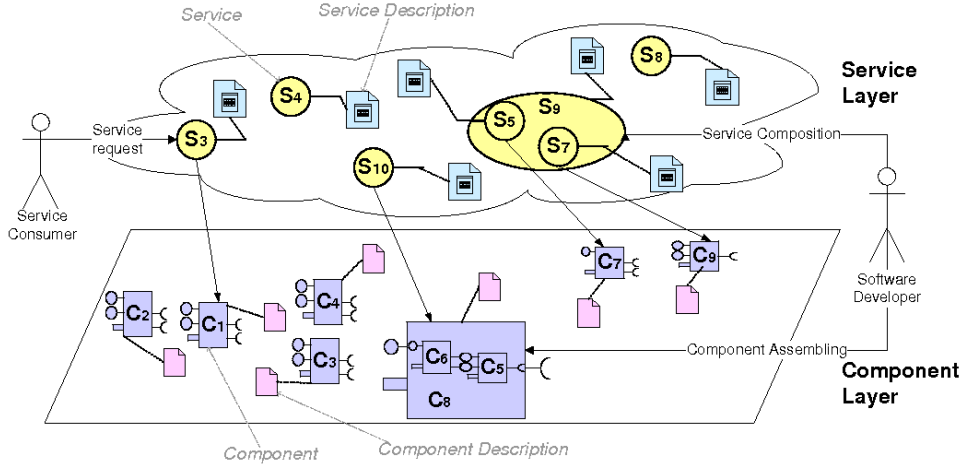 Service
Service Description
S8
S4
Service
Layer
S9
S5
S3
Service
request
S7
Service Composition
S10
Service
Consumer
C7
C9
Software
Developer
C4
C2
C1
C3
C6
C5
Component Assembling
C8
Component
Layer
Component
Component Description